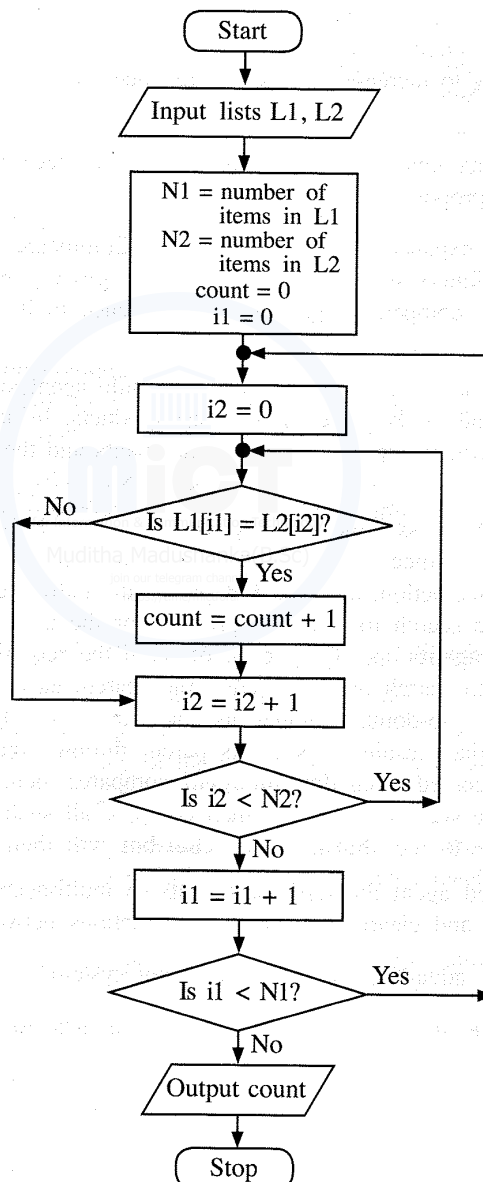 Start
Input lists L1, L2
N1 = number of
items in L1
N2 = number of
items in L2
count = 0
i1 = 0
i2 = 0
No
Is L1[i1] = L2[i2]?
Yes
count = count + 1
i2 = i2 + 1
Is i2 < N2?
Yes
No
i1 = i1 + 1
Is i1 < N1?
Yes
No
Output count
Stop